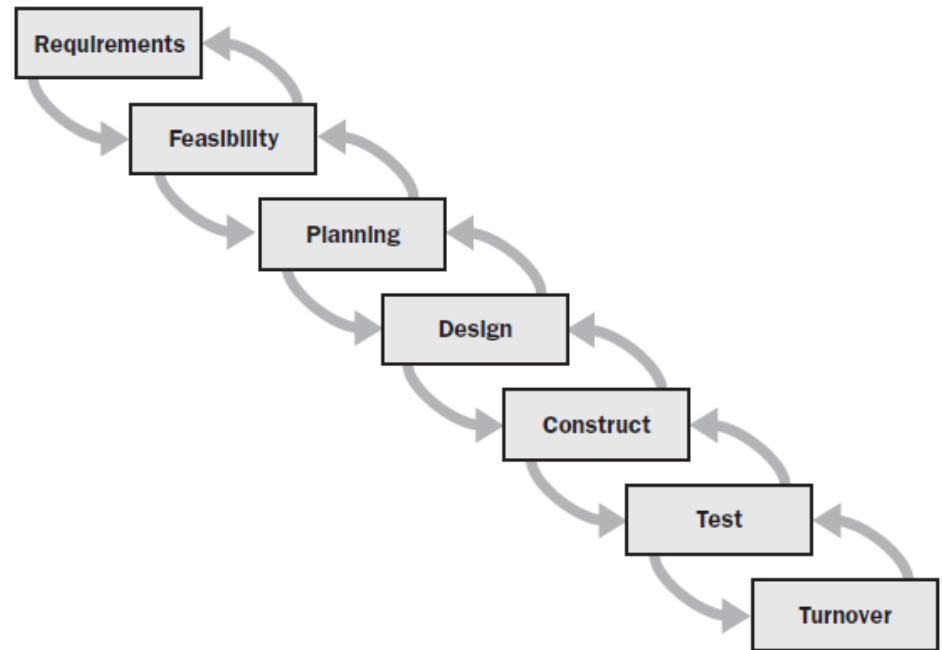 Requirements
Feasibility
Planning
Design
Construct
Test
Turnover